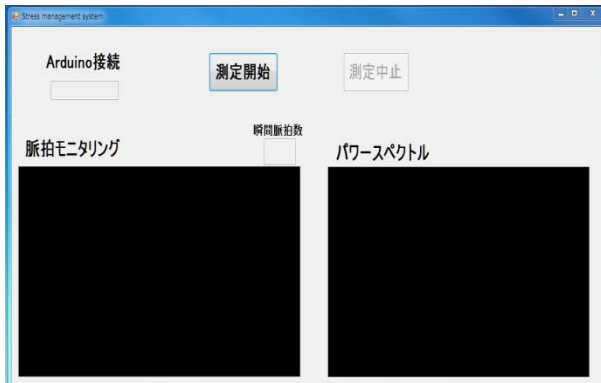 Stress management system
Arduino接続
測定開始
測定中止
瞬間脈拍数
脈拍モニタリング
パワースペクトル